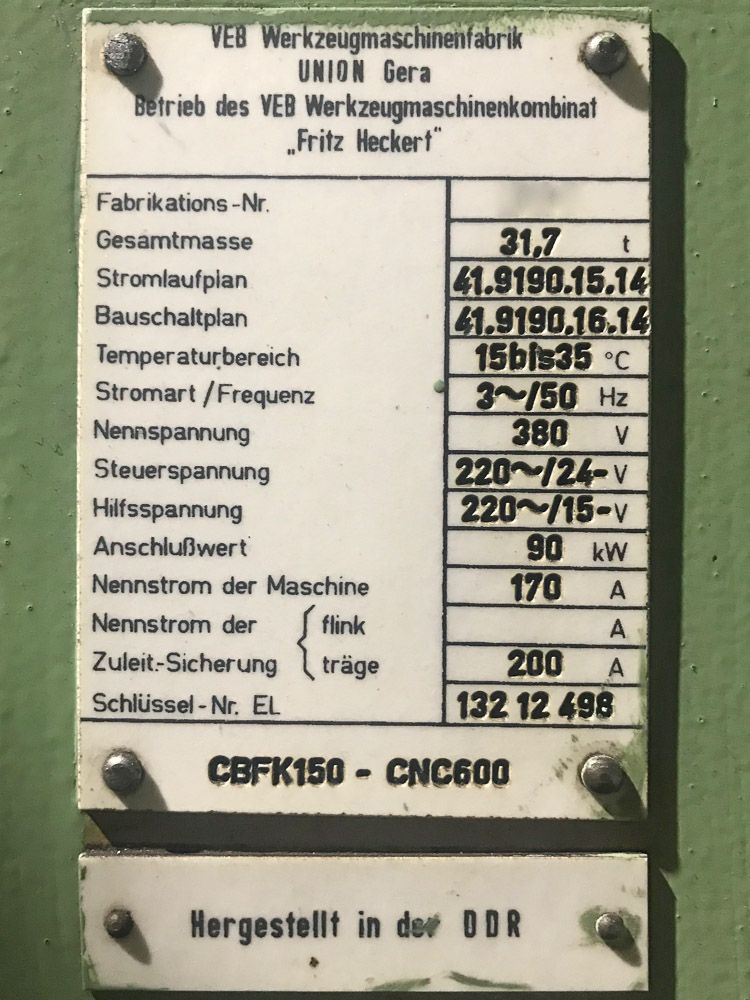 VEB Werkzeugmaschinenfabrik
UNION Gera
Betrieb des VEB Werkzeugmaschinenkombinat
„Fritz Heckert"
Fabrikations-Nr.
Gesamtmasse 31,7 t
Stromlaufplan 41.9190.15.14
Bauschaltplan 41.9190.16.14
Temperaturbereich 15bis35 °C
Stromart/Frequenz 3~/50 Hz
Nennspannung 380 V
Steuerspannung 220~/24- V
Hilfsspannung 220~/15- V
Anschlußwert 90 kW
Nennstrom der Maschine 170 A
Nennstrom der { flink A
Zuleit.-Sicherung träge 200 A
Schlüssel-Nr. EL 132 12 498
CBFK150 - CNC600
Hergestellt in der DDR